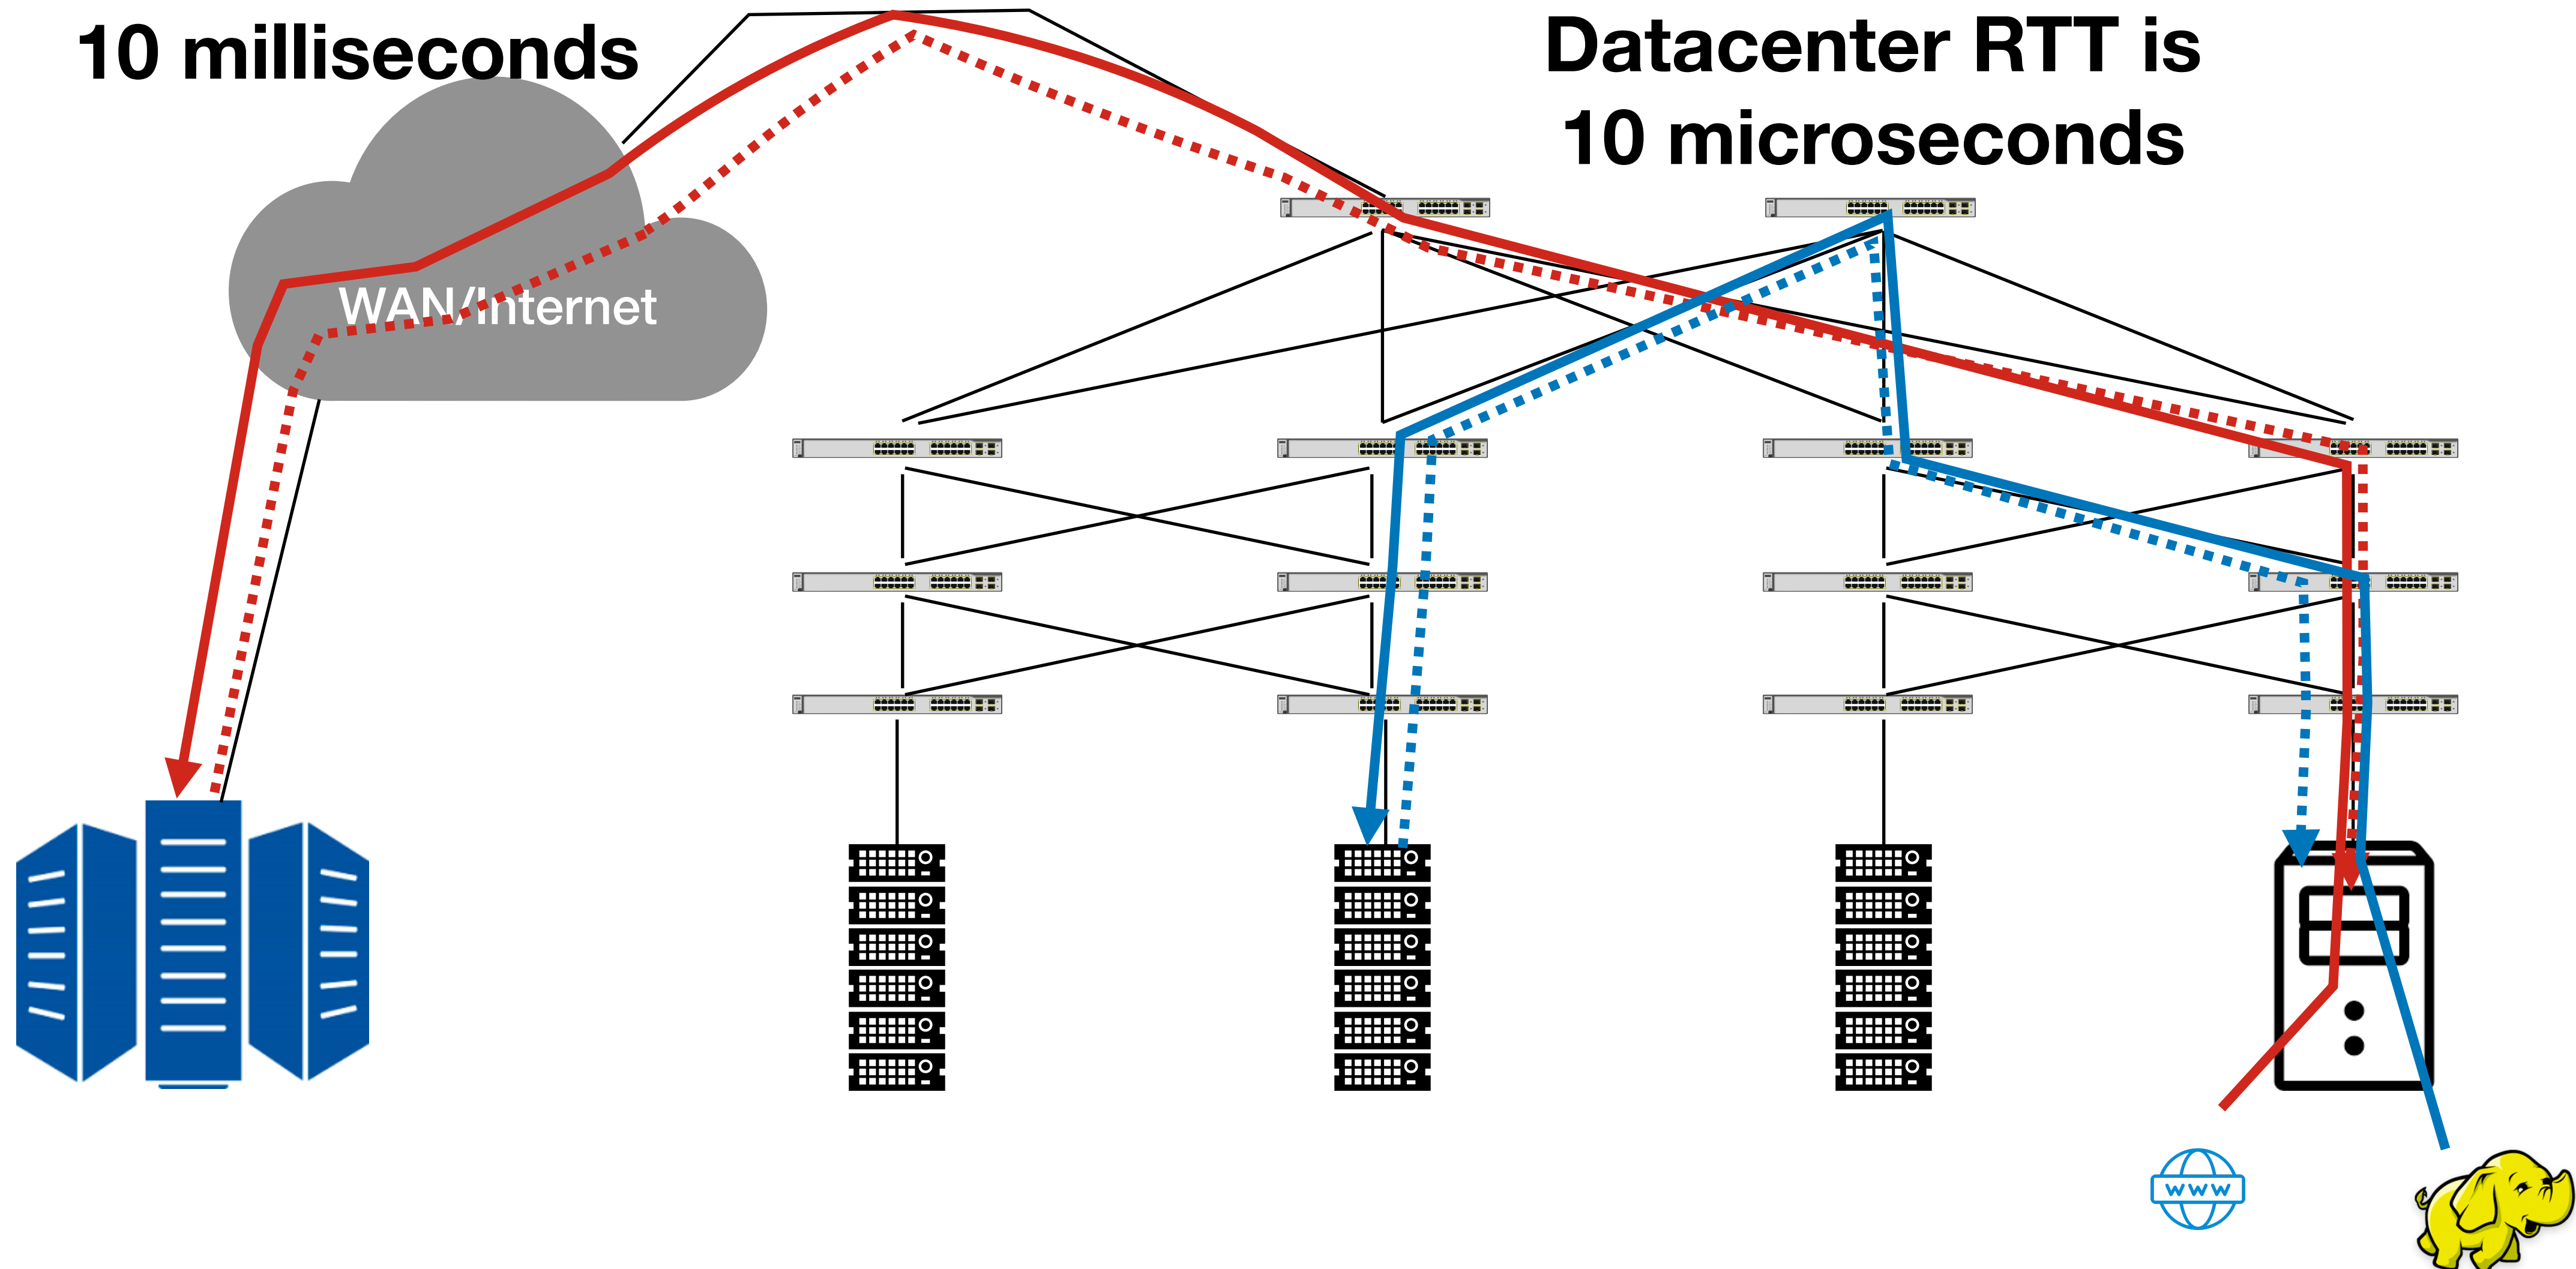 10 milliseconds
Datacenter RTT is
10 microseconds
WAN/Internet
www